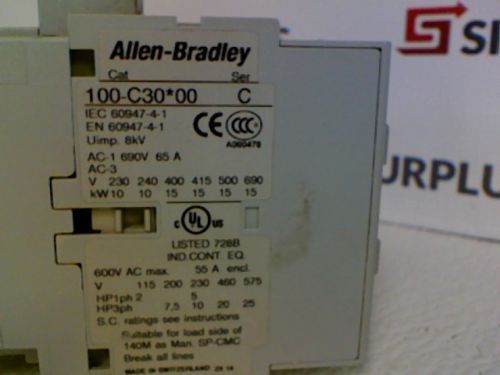 Allen-Bradley
Cat Ser
100-C30*00 C
IEC 60947-4-1
EN 60947-4-1
Uimp. 8kV
CE CCC
A060478
AC-1 690V 65 A
AC-3
V 230 240 400 415 500 690
kW 10 10 15 15 15 15
c UL us
LISTED 726B
IND.CONT. EQ.
600V AC max. 55 A encl.
V 115 200 230 460 575
HP1ph 2 5
HP3ph 7,5 10 20 25
S.C. ratings see instructions
Suitable for load side of
140M as Man. SP-CMC
Break all lines
MADE IN SWITZERLAND
SI
URPLU